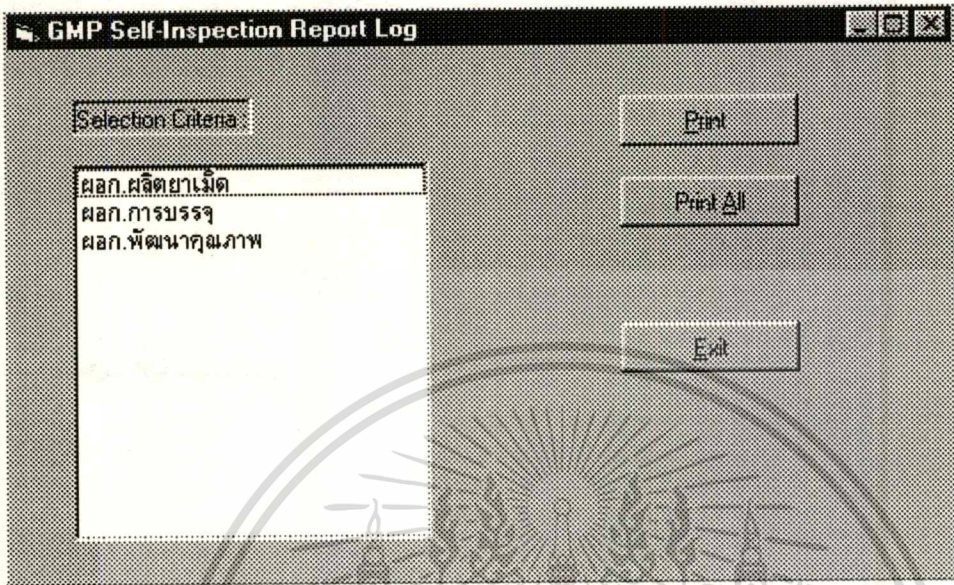 GMP Self-Inspection Report Log
Selection Criteria :
ผอก.ผลิตยาเม็ด
ผอก.การบรรจุ
ผอก.พัฒนาคุณภาพ
Print
Print All
Exit